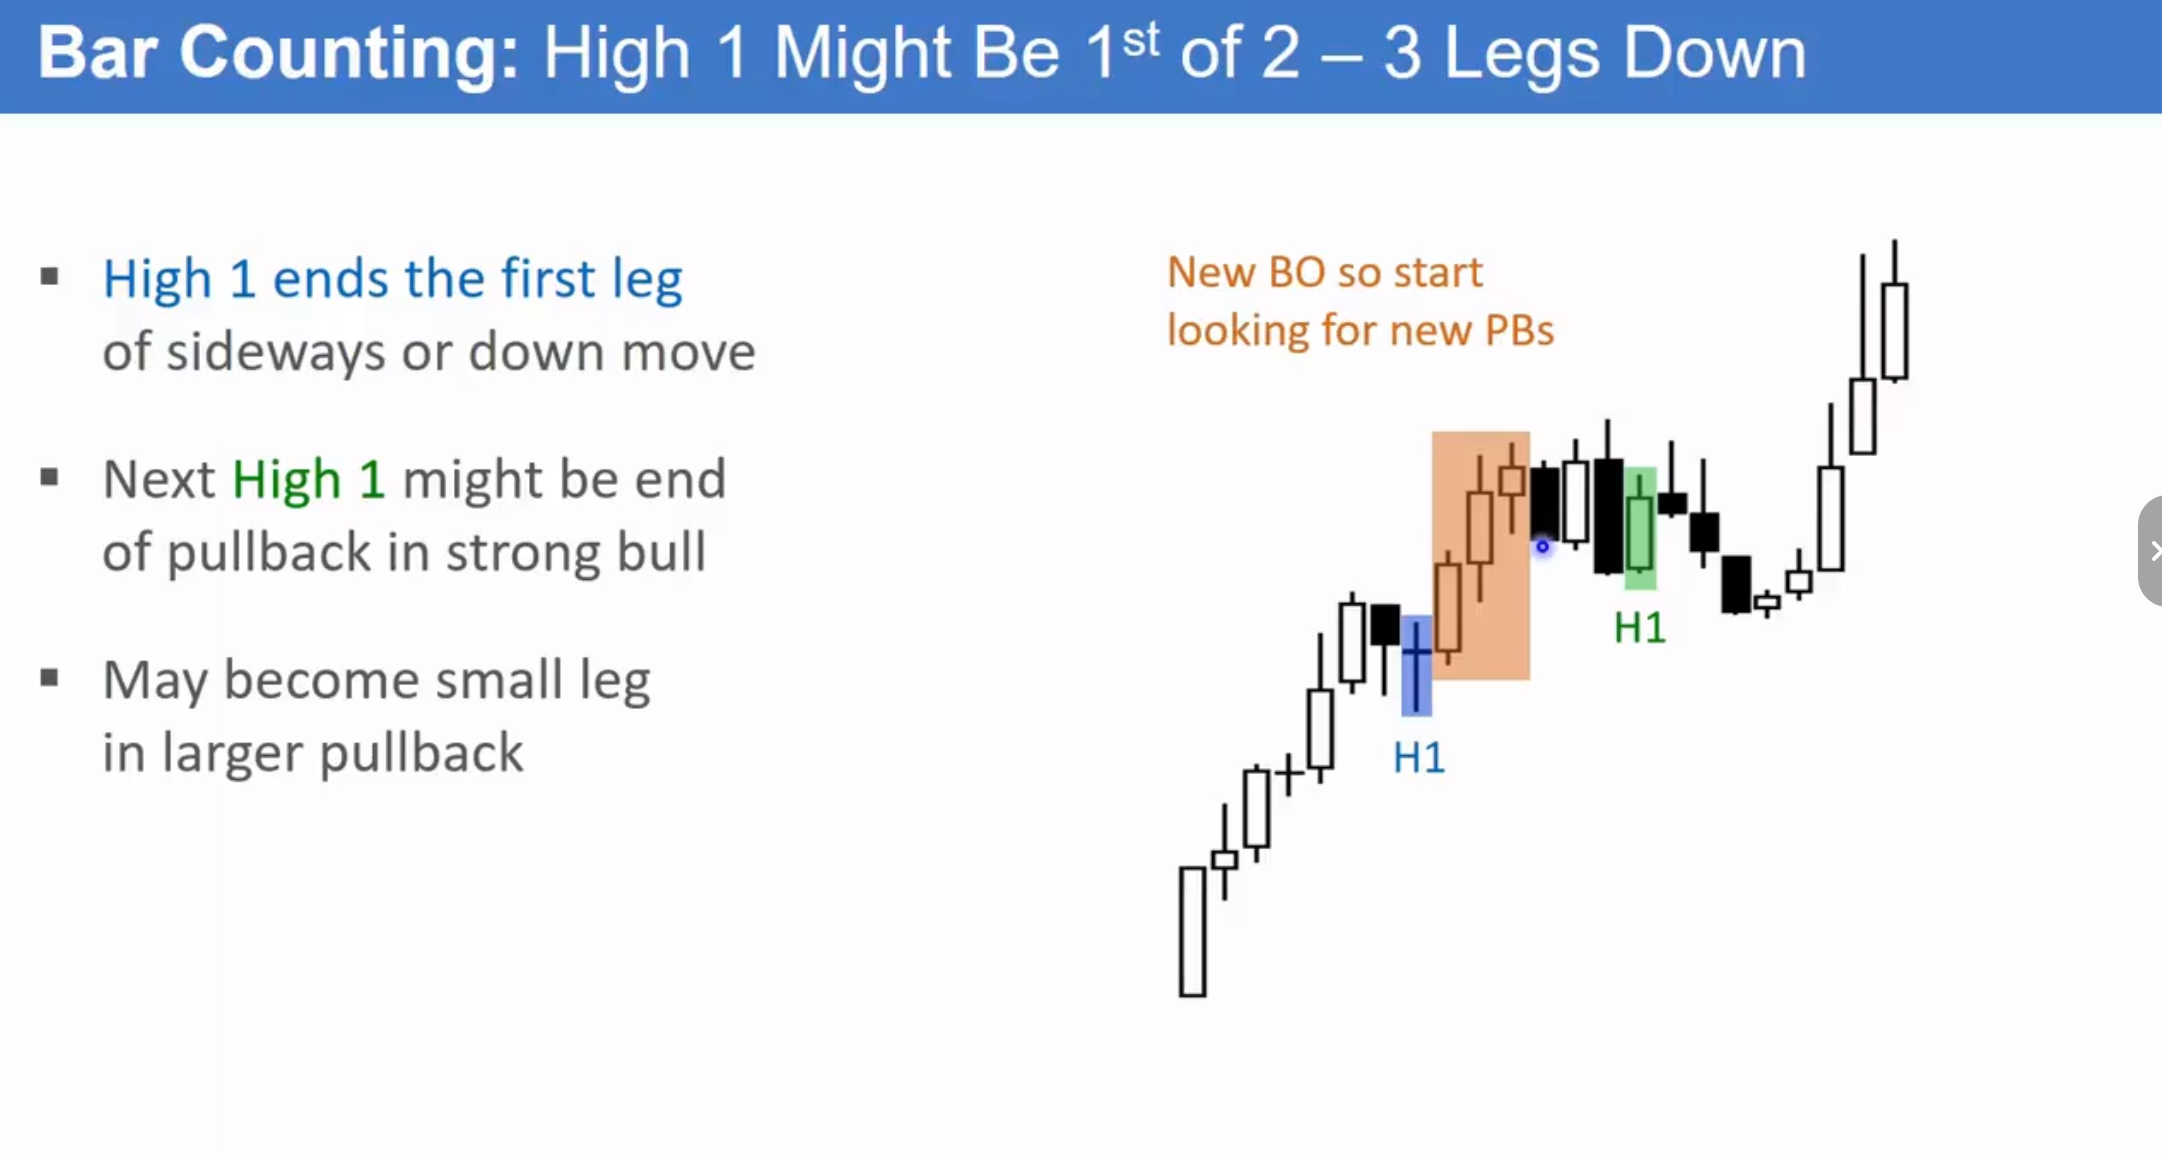 Bar Counting: High 1 Might Be 1st of 2 – 3 Legs Down
High 1 ends the first leg
of sideways or down move
Next High 1 might be end
of pullback in strong bull
May become small leg
in larger pullback
New BO so start
looking for new PBs
H1
H1